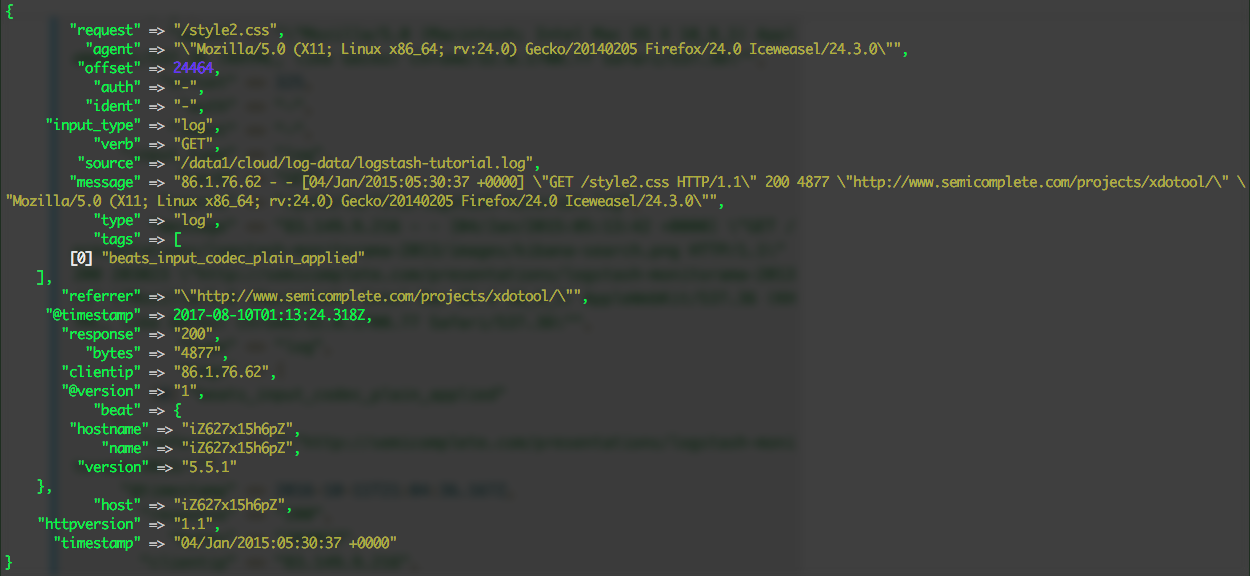 {
"request" => "/style2.css",
"agent" => "\"Mozilla/5.0 (X11; Linux x86_64; rv:24.0) Gecko/20140205 Firefox/24.0 Iceweasel/24.3.0\"",
"offset" => 24464,
"auth" => "-",
"ident" => "-",
"input_type" => "log",
"verb" => "GET",
"source" => "/data1/cloud/log-data/logstash-tutorial.log",
"message" => "86.1.76.62 - - [04/Jan/2015:05:30:37 +0000] \"GET /style2.css HTTP/1.1\" 200 4877 \"http://www.semicomplete.com/projects/xdotool/\" \
"Mozilla/5.0 (X11; Linux x86_64; rv:24.0) Gecko/20140205 Firefox/24.0 Iceweasel/24.3.0\"",
"type" => "log",
"tags" => [
[0] "beats_input_codec_plain_applied"
],
"referrer" => "\"http://www.semicomplete.com/projects/xdotool/\"",
"@timestamp" => 2017-08-10T01:13:24.318Z,
"response" => "200",
"bytes" => "4877",
"clientip" => "86.1.76.62",
"@version" => "1",
"beat" => {
"hostname" => "iZ627x15h6pZ",
"name" => "iZ627x15h6pZ",
"version" => "5.5.1"
},
"host" => "iZ627x15h6pZ",
"httpversion" => "1.1",
"timestamp" => "04/Jan/2015:05:30:37 +0000"
}